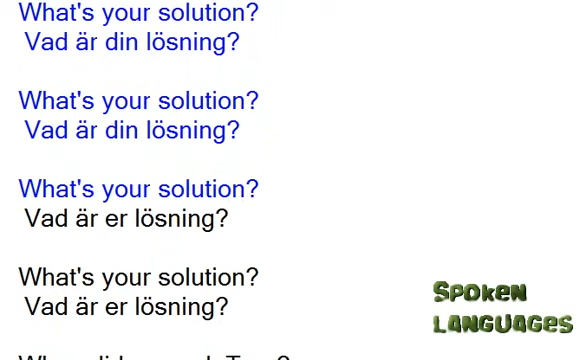 What's your solution?
Vad är din lösning?
What's your solution?
Vad är din lösning?
What's your solution?
Vad är er lösning?
What's your solution?
Vad är er lösning?
Spoken
Languages